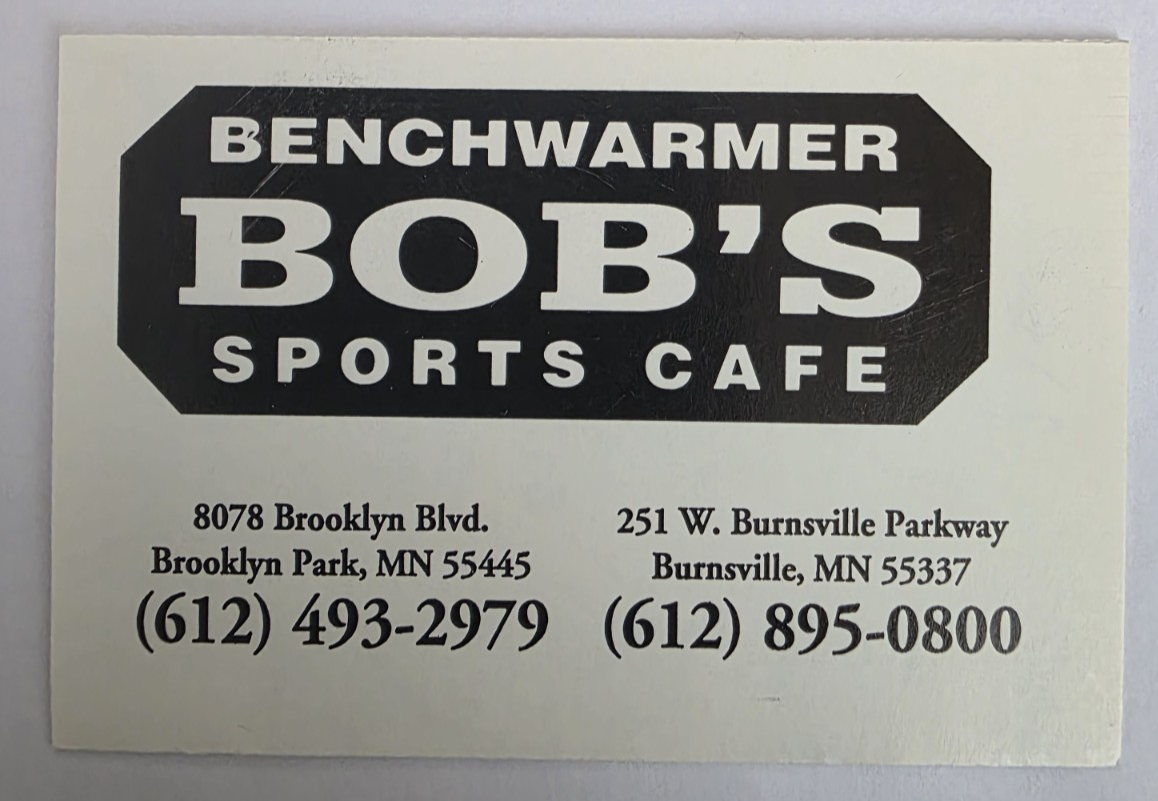 BENCHWARMER
BOB'S
SPORTS CAFE
8078 Brooklyn Blvd.
Brooklyn Park, MN 55445
(612) 493-2979
251 W. Burnsville Parkway
Burnsville, MN 55337
(612) 895-0800